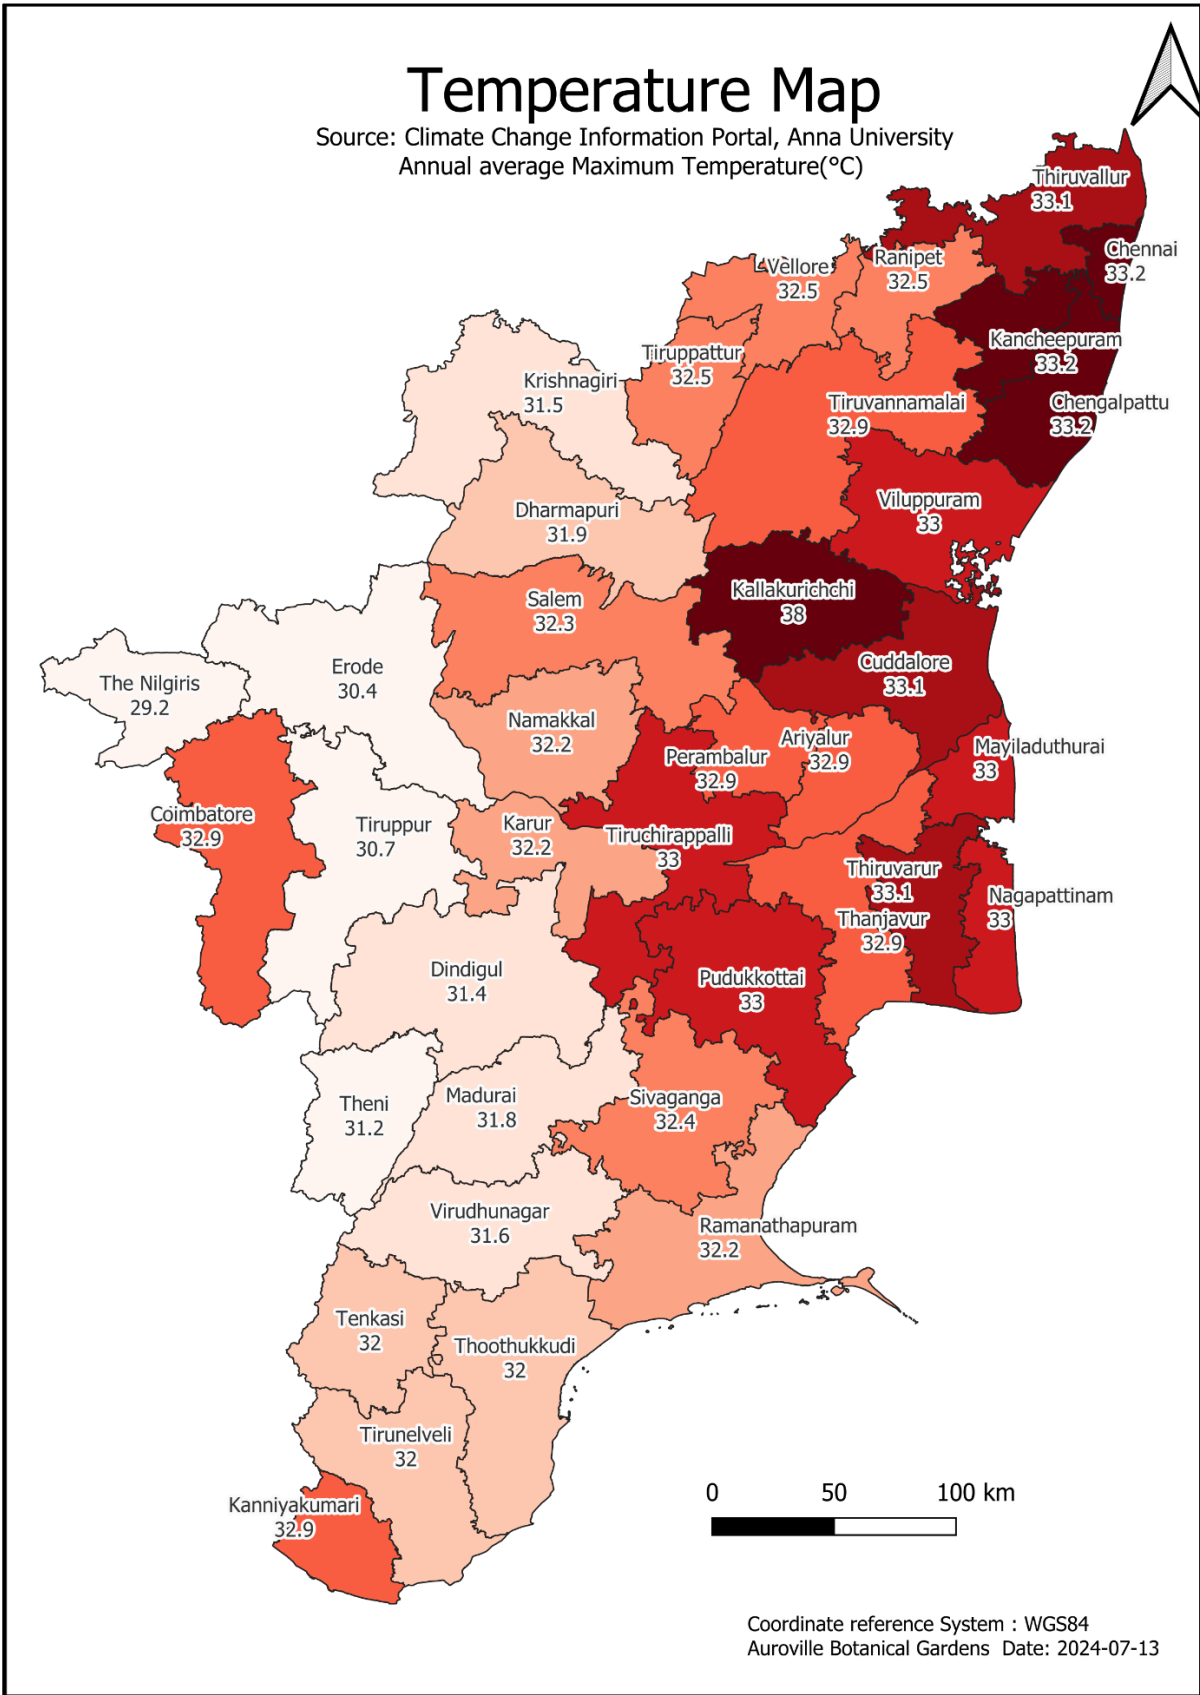 Temperature Map
Source: Climate Change Information Portal, Anna University
Annual average Maximum Temperature(°C)
Thiruvallur
33.1
Chennai
33.2
Vellore
32.5
Ranipet
32.5
Kancheepuram
33.2
Tiruppattur
32.5
Krishnagiri
31.5
Tiruvannamalai
32.9
Chengalpattu
33.2
Viluppuram
33
Dharmapuri
31.9
Kallakurichchi
38
Salem
32.3
Cuddalore
33.1
Erode
30.4
The Nilgiris
29.2
Namakkal
32.2
Perambalur
32.9
Ariyalur
32.9
Mayiladuthurai
33
Coimbatore
32.9
Tiruppur
30.7
Karur
32.2
Tiruchirappalli
33
Thiruvarur
33.1
Nagapattinam
33
Thanjavur
32.9
Dindigul
31.4
Pudukkottai
33
Theni
31.2
Madurai
31.8
Sivaganga
32.4
Virudhunagar
31.6
Ramanathapuram
32.2
Tenkasi
32
Thoothukkudi
32
Tirunelveli
32
Kanniyakumari
32.9
0 50 100 km
Coordinate reference System : WGS84
Auroville Botanical Gardens Date: 2024-07-13